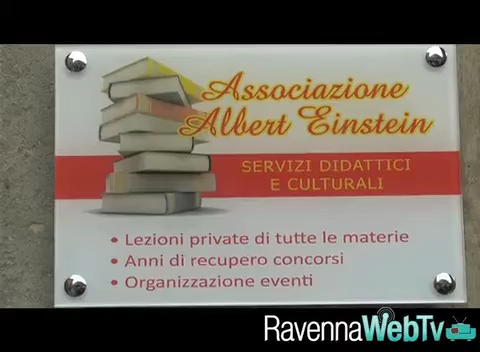 Associazione
Albert Einstein
SERVIZI DIDATTICI
E CULTURALI
• Lezioni private di tutte le materie
• Anni di recupero concorsi
• Organizzazione eventi
RavennaWebTv